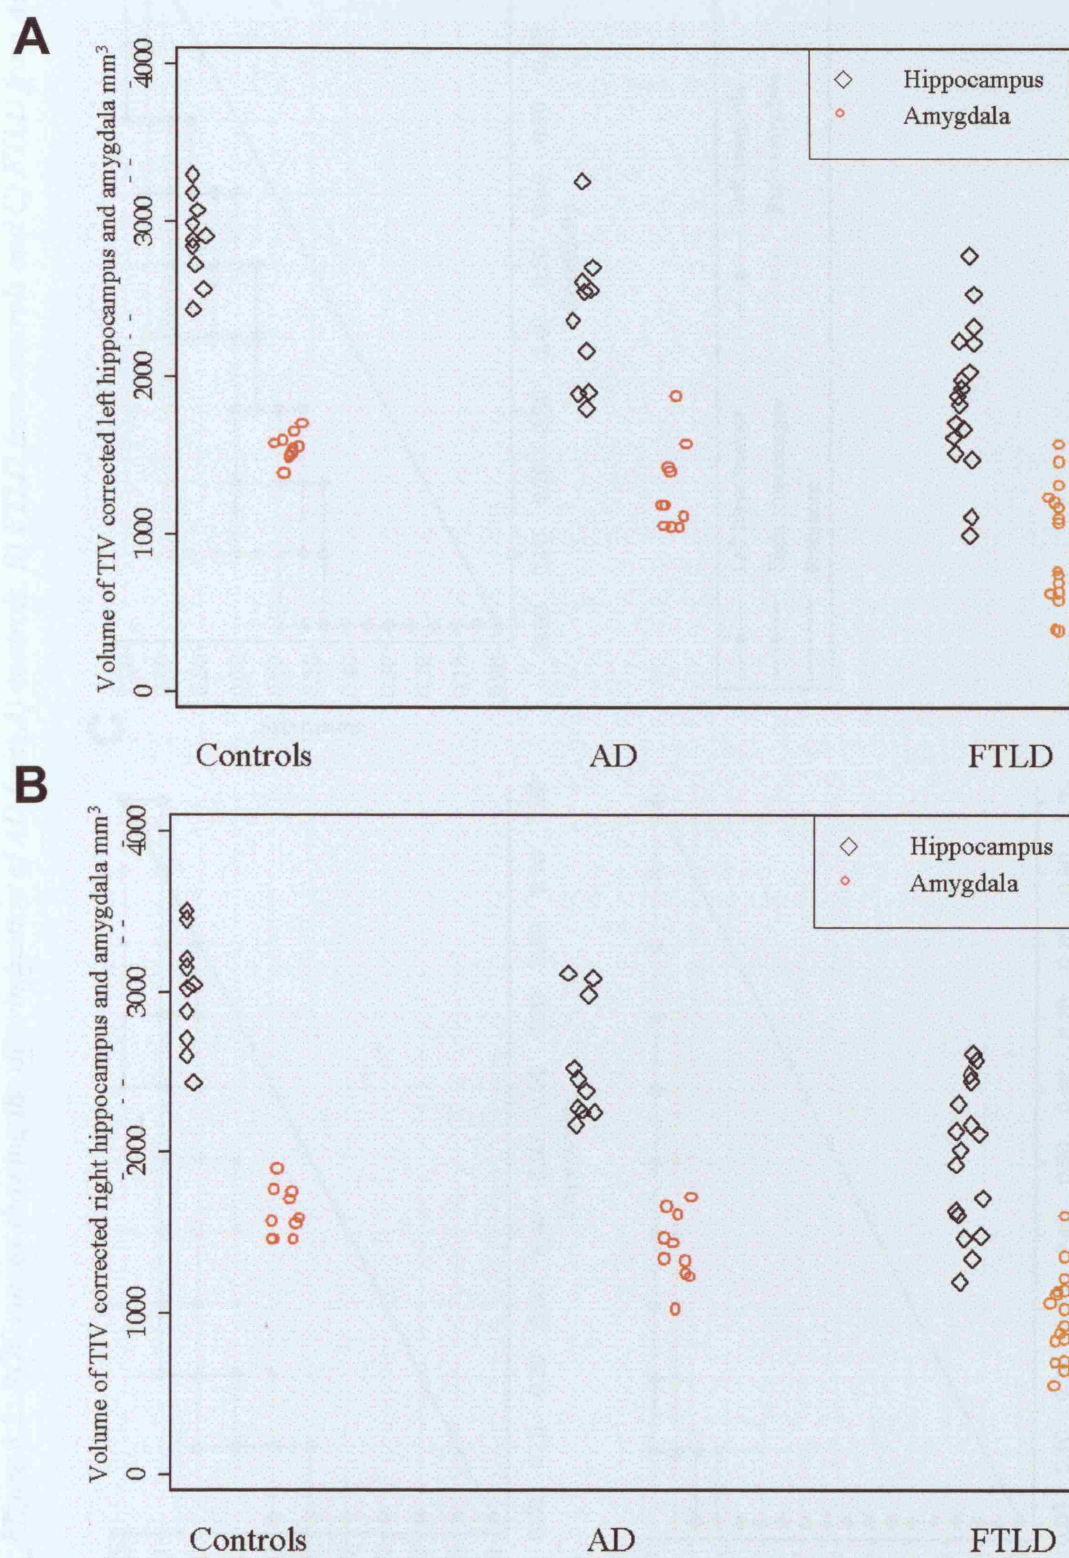 A
Volume of TIV corrected left hippocampus and amygdala mm³
4000
3000
2000
1000
0
Hippocampus
Amygdala
Controls
AD
FTLD
B
Volume of TIV corrected right hippocampus and amygdala mm³
4000
3000
2000
1000
0
Hippocampus
Amygdala
Controls
AD
FTLD